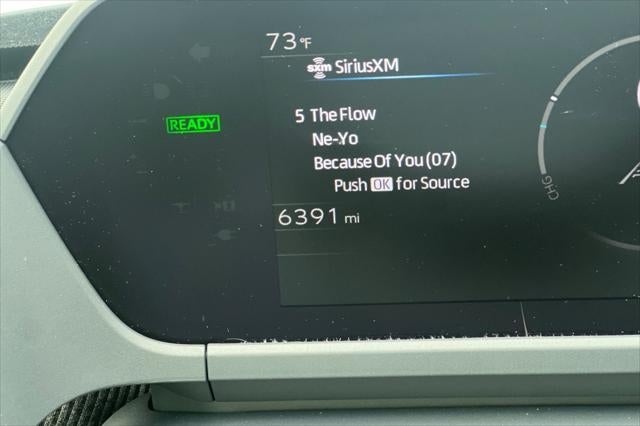 73°F
sxm SiriusXM
READY
5 The Flow
Ne-Yo
Because Of You (07)
Push OK for Source
6391 mi
CHG